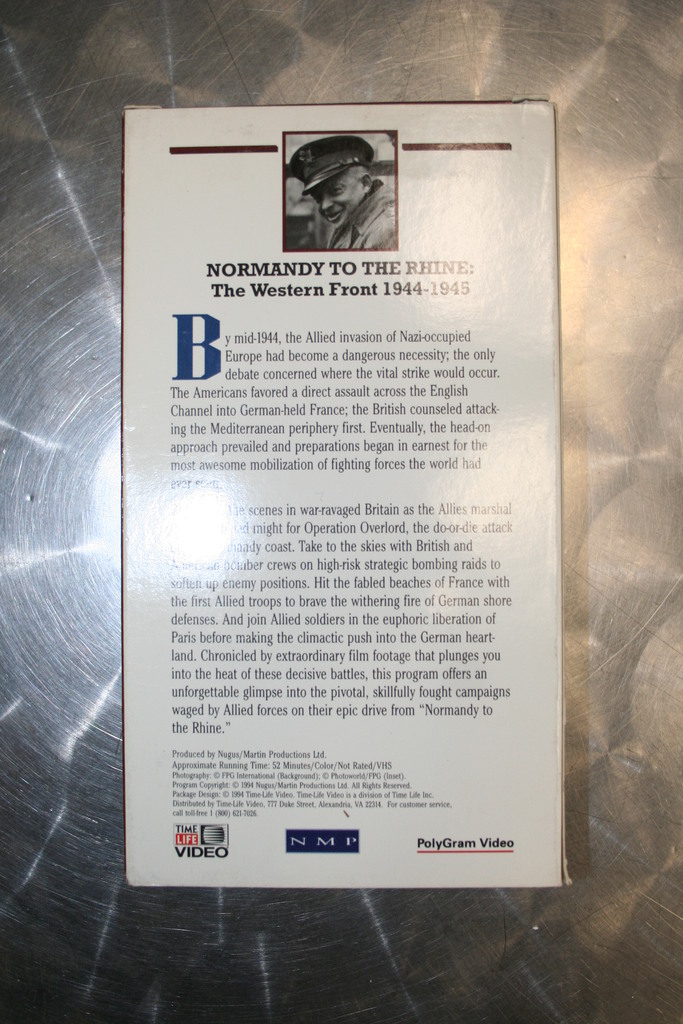 NORMANDY TO THE RHINE:
The Western Front 1944-1945
By mid-1944, the Allied invasion of Nazi-occupied
Europe had become a dangerous necessity; the only
debate concerned where the vital strike would occur.
The Americans favored a direct assault across the English
Channel into German-held France; the British counseled attack-
ing the Mediterranean periphery first. Eventually, the head-on
approach prevailed and preparations began in earnest for the
most awesome mobilization of fighting forces the world had
ever seen.
scenes in war-ravaged Britain as the Allies marshal
might for Operation Overlord, the do-or-die attack
coast. Take to the skies with British and
bomber crews on high-risk strategic bombing raids to
soften up enemy positions. Hit the fabled beaches of France with
the first Allied troops to brave the withering fire of German shore
defenses. And join Allied soldiers in the euphoric liberation of
Paris before making the climactic push into the German heart-
land. Chronicled by extraordinary film footage that plunges you
into the heat of these decisive battles, this program offers an
unforgettable glimpse into the pivotal, skillfully fought campaigns
waged by Allied forces on their epic drive from “Normandy to
the Rhine.”
Produced by Nugus/Martin Productions Ltd.
Approximate Running Time: 52 Minutes/Color/Not Rated/VHS
Photography: © FPG International (Background); © Photoworld/FPG (Inset).
Program Copyright: © 1994 Nugus/Martin Productions Ltd. All Rights Reserved.
Package Design: © 1994 Time-Life Video. Time-Life Video is a division of Time Life Inc.
Distributed by Time-Life Video, 777 Duke Street, Alexandria, VA 22314. For customer service,
call toll-free 1 (800) 621-7026.
TIME
LIFE
VIDEO
NMP
PolyGram Video